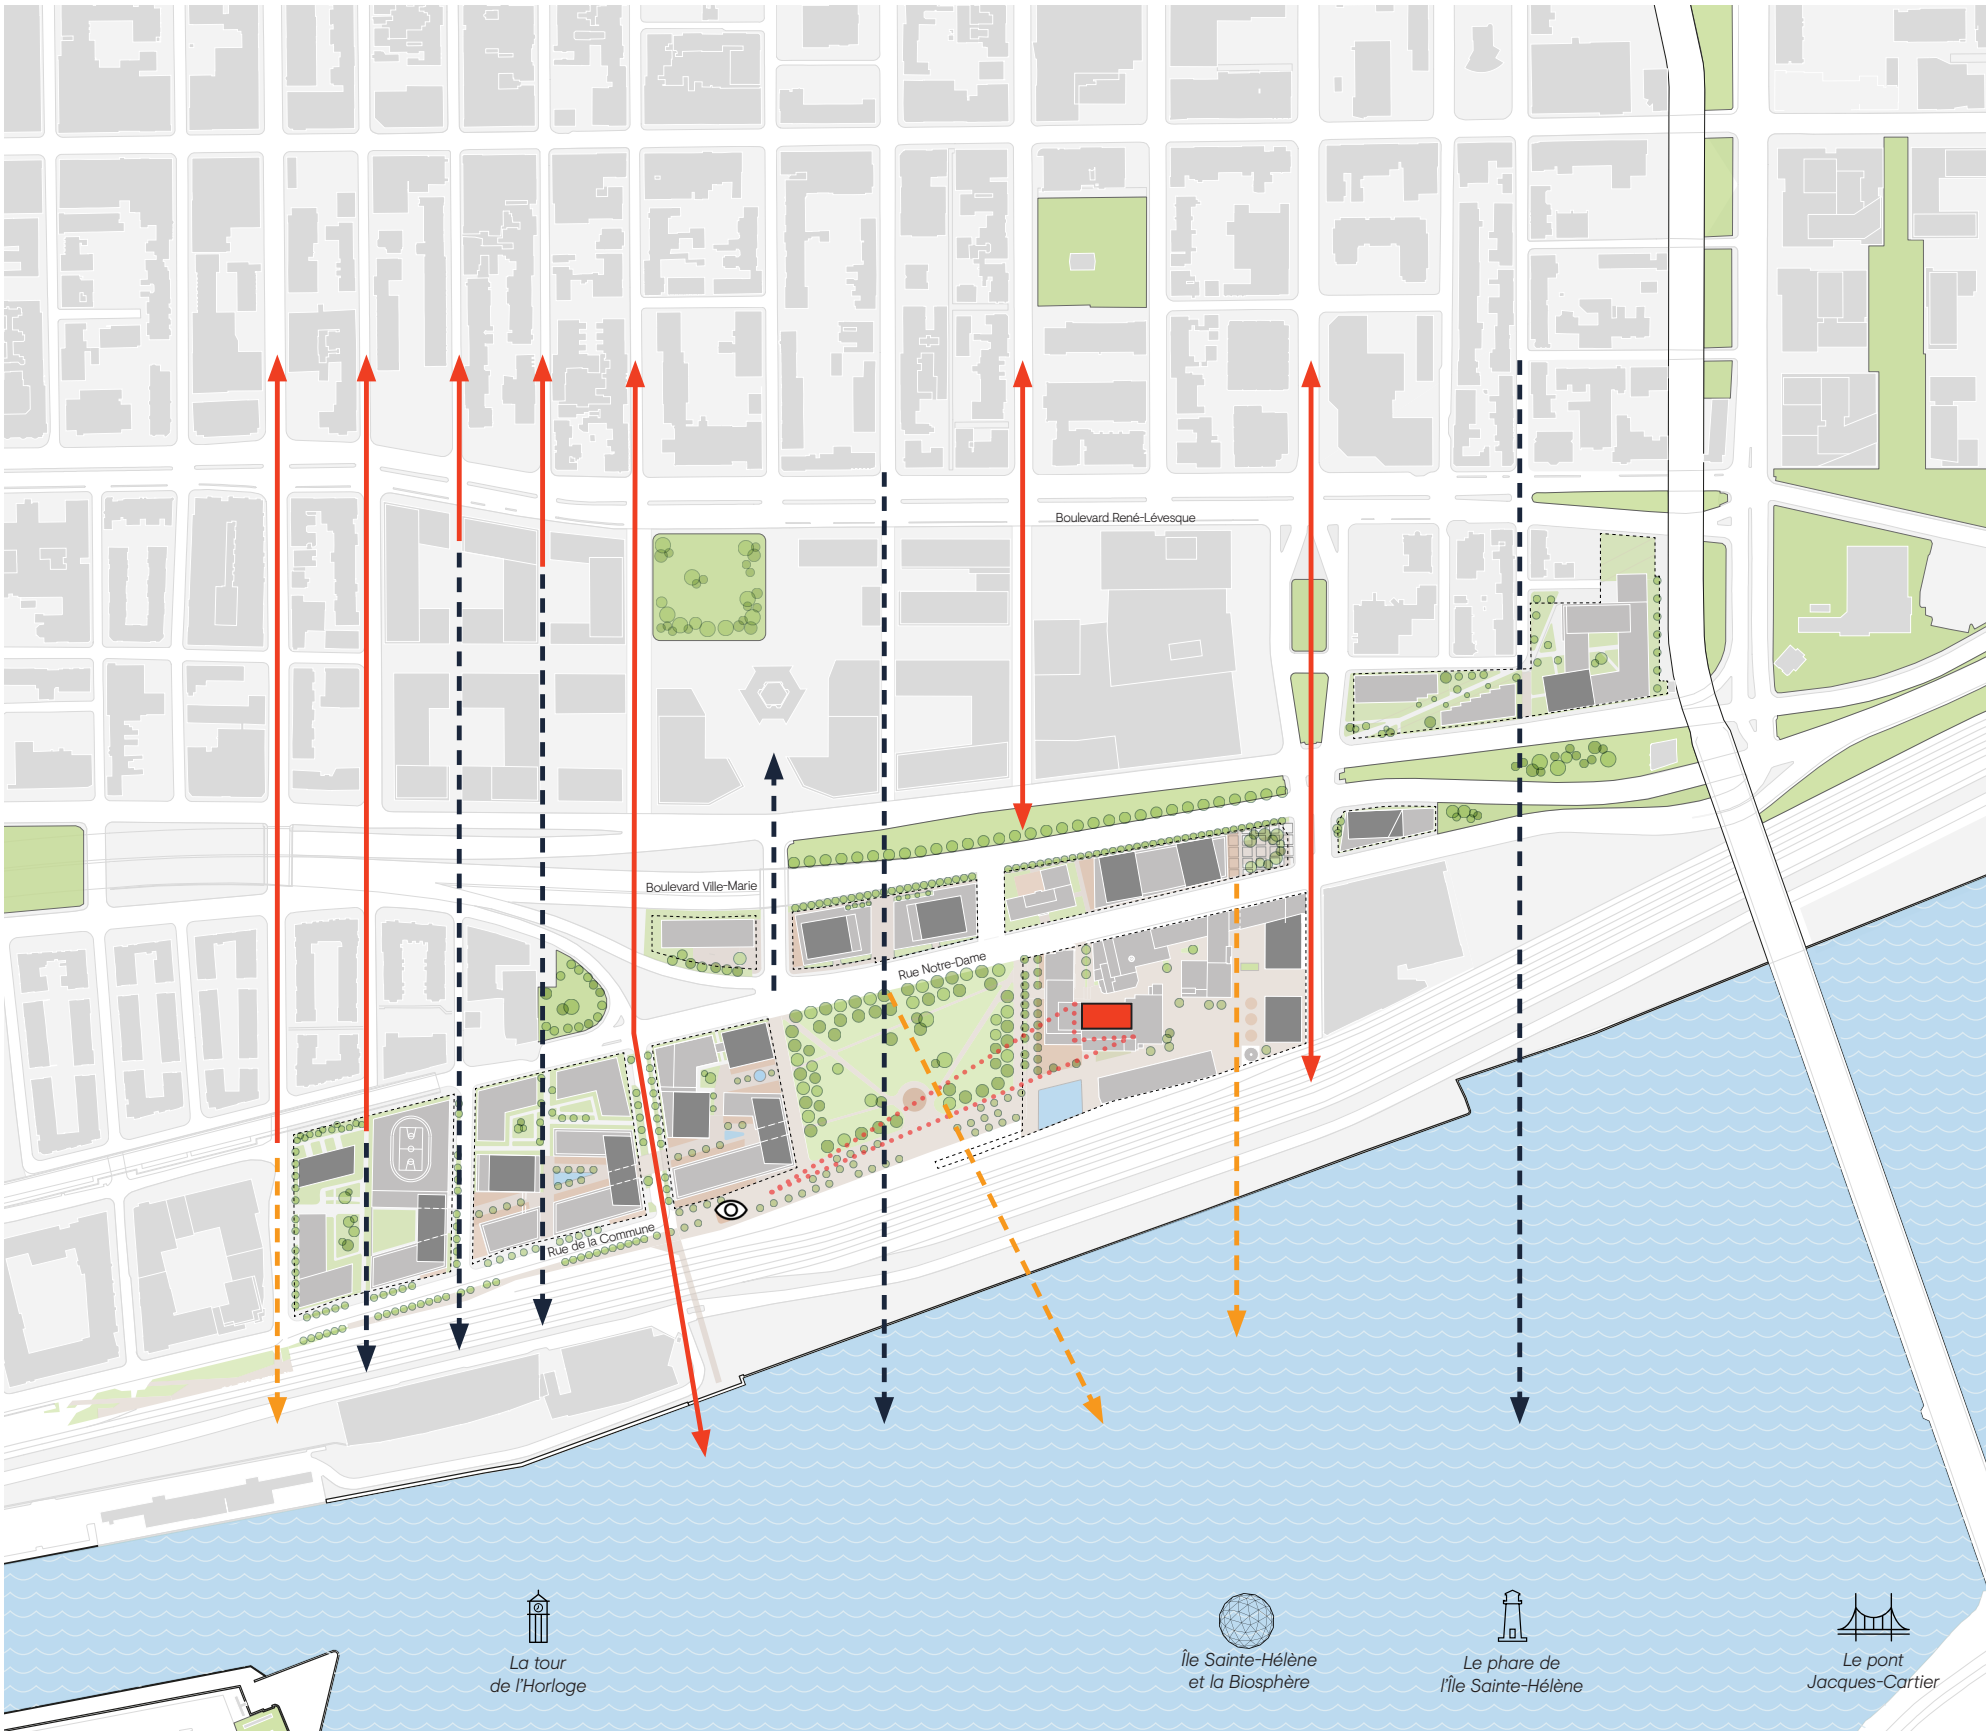 Boulevard René-Lévesque
Boulevard Ville-Marie
Rue Notre-Dame
Rue de la Commune
La tour
de l'Horloge
Île Sainte-Hélène
et la Biosphère
Le phare de
l'Île Sainte-Hélène
Le pont
Jacques-Cartier